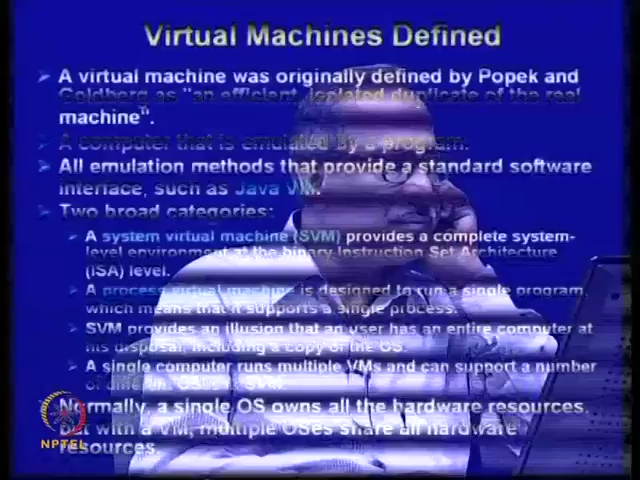 Virtual Machines Defined
A virtual machine was originally defined by Popek and
Goldberg as "an efficient, isolated duplicate of the real
machine".
A computer that is emulated by a program.
All emulation methods that provide a standard software
interface, such as Java VM.
Two broad categories:
A system virtual machine (SVM) provides a complete system-
level environment at the binary Instruction Set Architecture
(ISA) level.
A process virtual machine is designed to run a single program,
which means that it supports a single process.
SVM provides an illusion that an user has an entire computer at
his disposal, including a copy of the OS.
A single computer runs multiple VMs and can support a number
of different OSes
Normally, a single OS owns all the hardware resources,
but with a VM, multiple OSes share all hardware
resources.
NPTEL